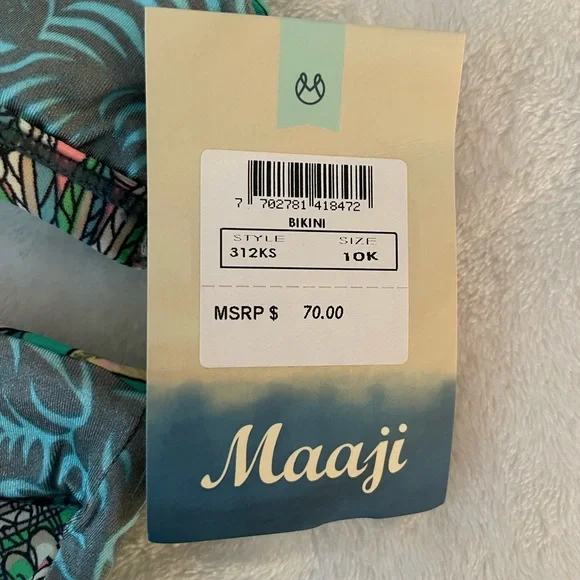 7 702781 418472
BIKINI
STYLE SIZE
312KS 10K
MSRP $ 70.00
Maaji